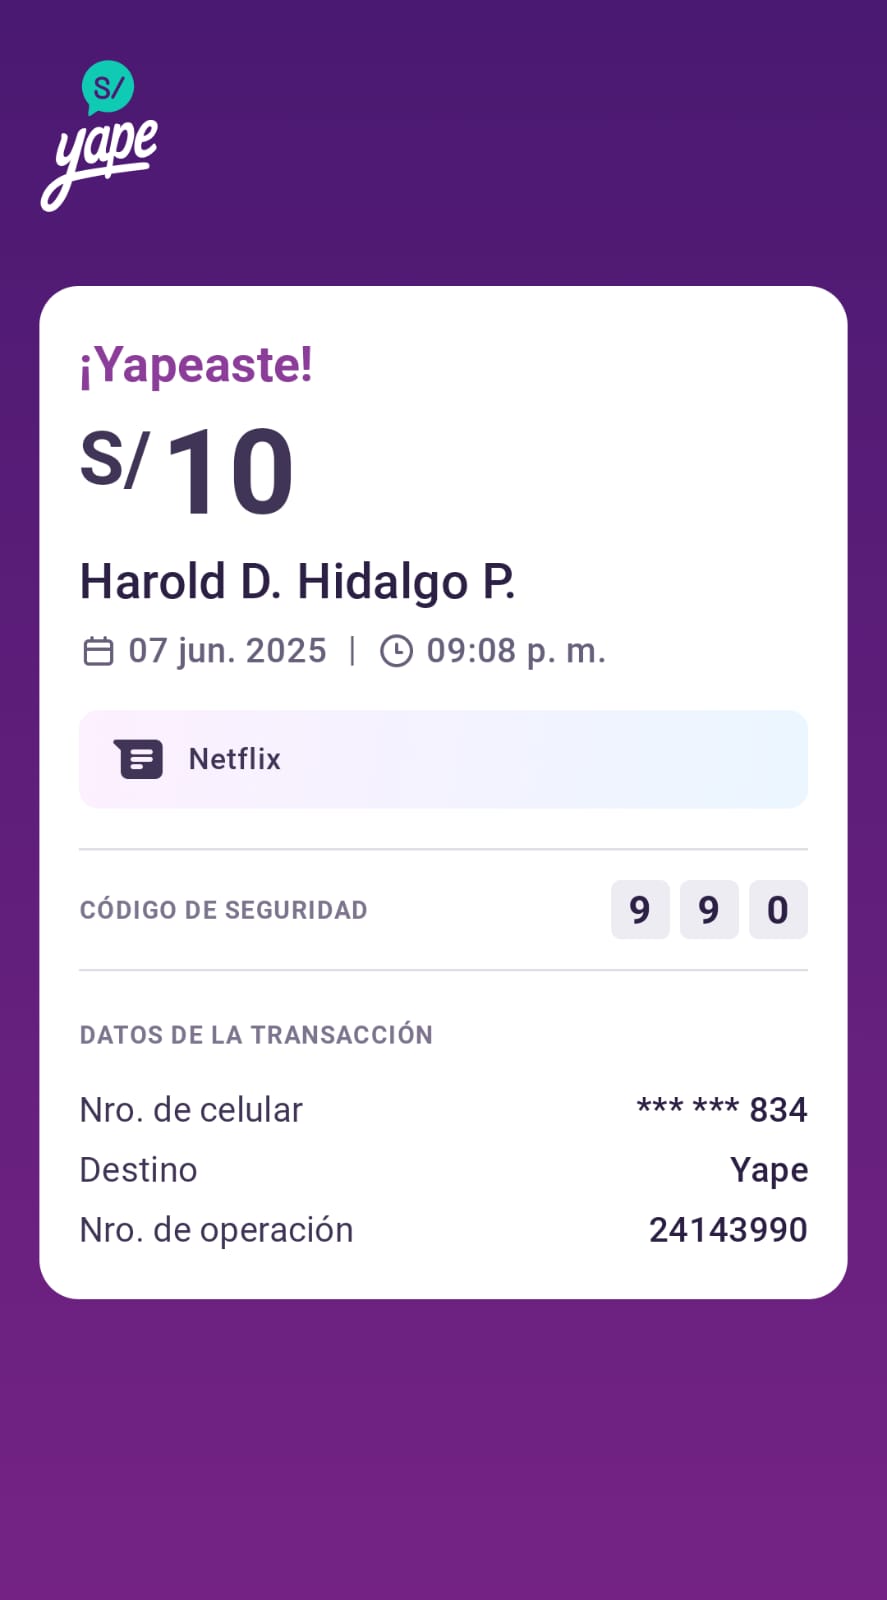 S/
yape
¡Yapeaste!
S/ 10
Harold D. Hidalgo P.
07 jun. 2025 | 09:08 p. m.
Netflix
CÓDIGO DE SEGURIDAD 9 9 0
DATOS DE LA TRANSACCIÓN
Nro. de celular *** *** 834
Destino Yape
Nro. de operación 24143990